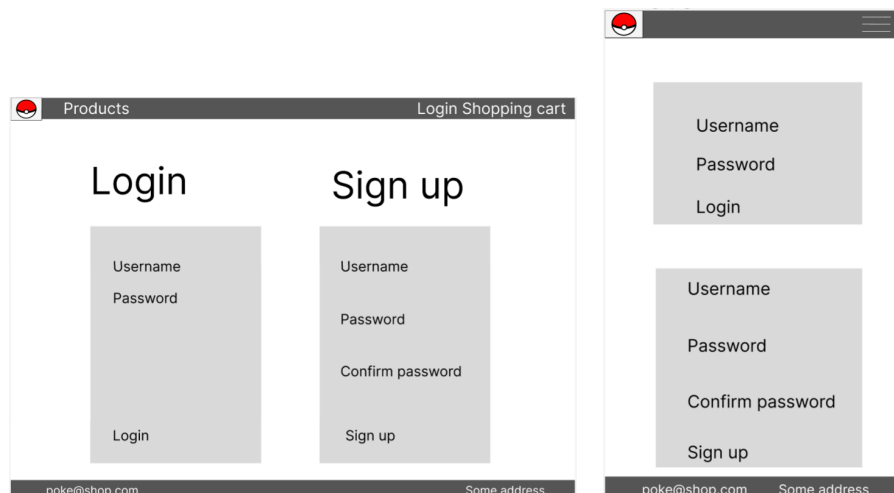 Products
Login Shopping cart
Login
Sign up
Username
Password
Login
Username
Password
Confirm password
Sign up
poke@shop.com
Some address
Username
Password
Login
Username
Password
Confirm password
Sign up
poke@shop.com
Some address